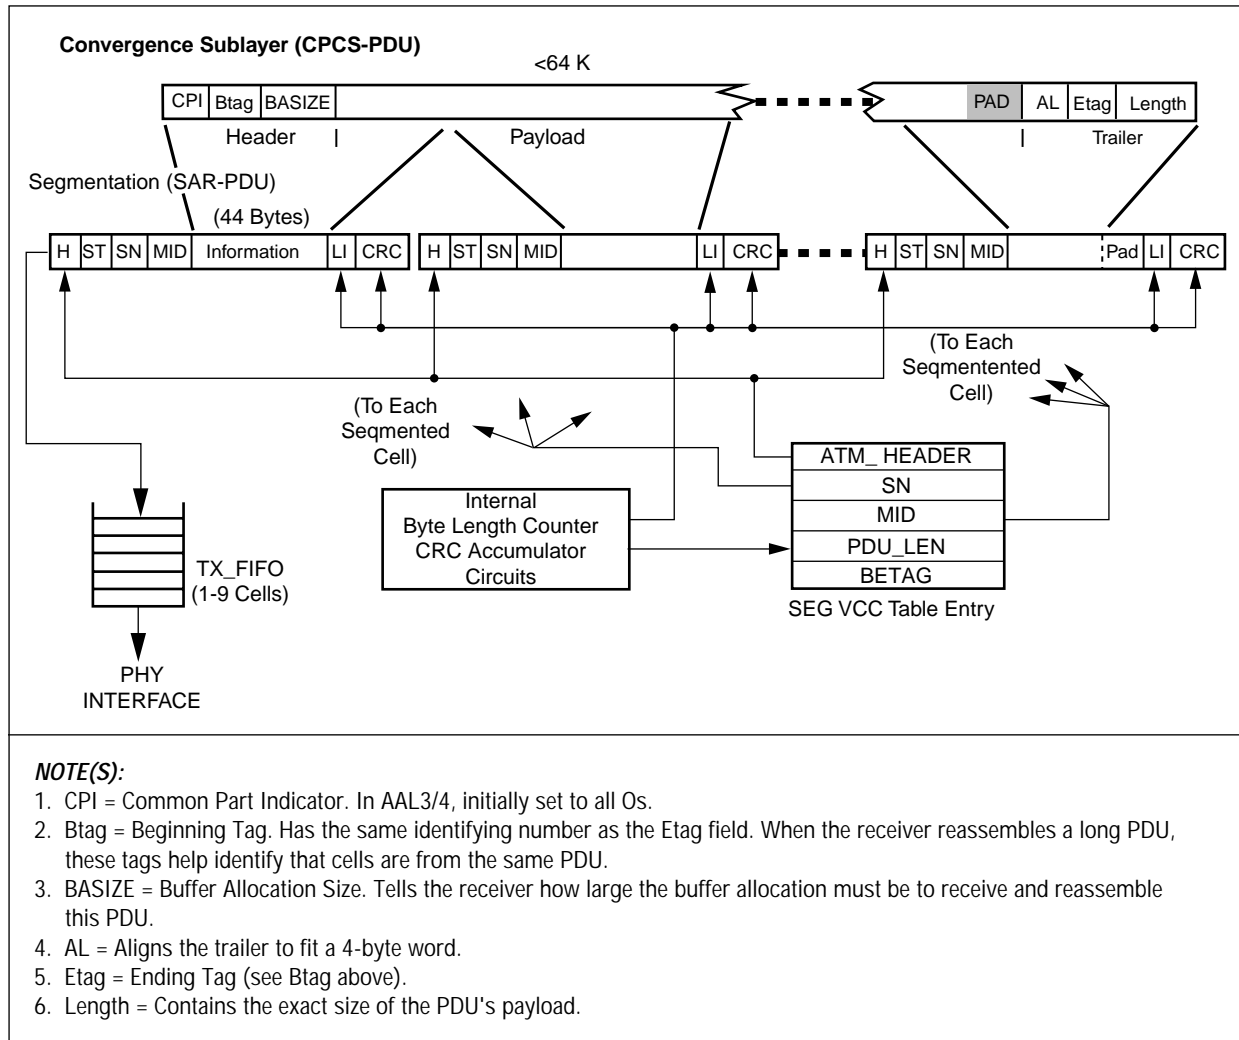 Convergence Sublayer (CPCS-PDU)
<64 K
CPI Btag BASIZE PAD AL Etag Length
Header | Payload | Trailer
Segmentation (SAR-PDU)
(44 Bytes)
H ST SN MID Information LI CRC H ST SN MID LI CRC H ST SN MID Pad LI CRC
(To Each
Seqmentented
Cell)
(To Each
Seqmented
Cell)
ATM_ HEADER
SN
MID
PDU_LEN
BETAG
SEG VCC Table Entry
Internal
Byte Length Counter
CRC Accumulator
Circuits
TX_FIFO
(1-9 Cells)
PHY
INTERFACE
NOTE(S):
1. CPI = Common Part Indicator. In AAL3/4, initially set to all Os.
2. Btag = Beginning Tag. Has the same identifying number as the Etag field. When the receiver reassembles a long PDU,
these tags help identify that cells are from the same PDU.
3. BASIZE = Buffer Allocation Size. Tells the receiver how large the buffer allocation must be to receive and reassemble
this PDU.
4. AL = Aligns the trailer to fit a 4-byte word.
5. Etag = Ending Tag (see Btag above).
6. Length = Contains the exact size of the PDU's payload.